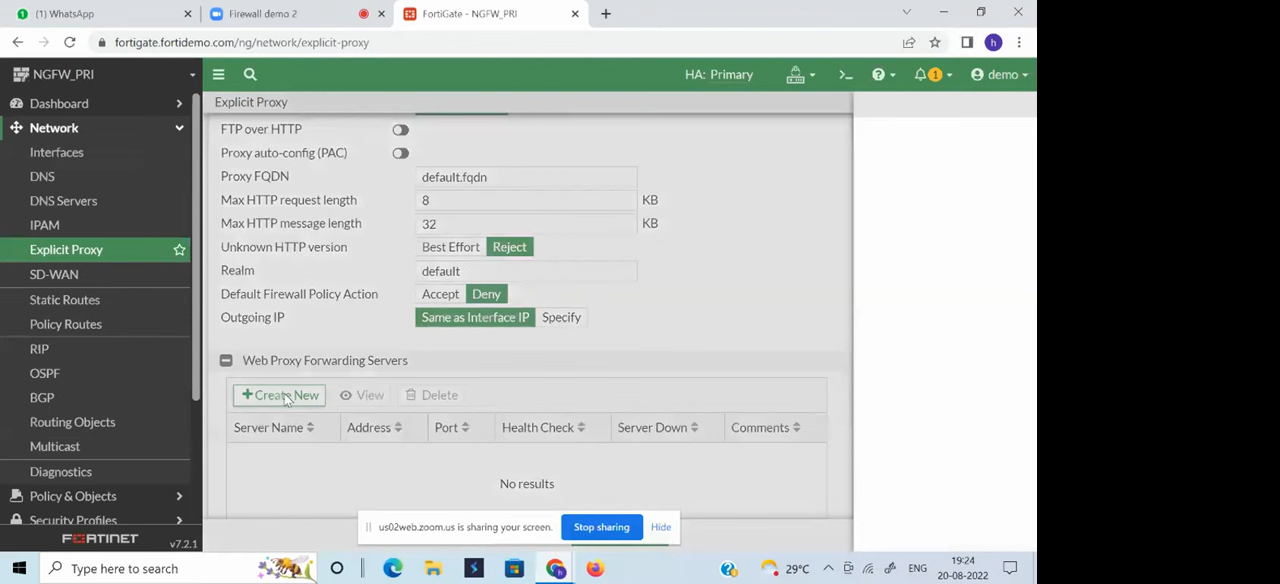 (1) WhatsApp
Firewall demo 2
FortiGate - NGFW_PRI
fortigate.fortidemo.com/ng/network/explicit-proxy
h
NGFW_PRI
HA: Primary
1
demo
Dashboard
Network
Interfaces
DNS
DNS Servers
IPAM
Explicit Proxy
SD-WAN
Static Routes
Policy Routes
RIP
OSPF
BGP
Routing Objects
Multicast
Diagnostics
Policy & Objects
Security Profiles
FORTINET v7.2.1
Explicit Proxy
FTP over HTTP
Proxy auto-config (PAC)
Proxy FQDN default.fqdn
Max HTTP request length 8 KB
Max HTTP message length 32 KB
Unknown HTTP version Best Effort Reject
Realm default
Default Firewall Policy Action Accept Deny
Outgoing IP Same as Interface IP Specify
Web Proxy Forwarding Servers
Create New View Delete
Server Name Address Port Health Check Server Down Comments
No results
us02web.zoom.us is sharing your screen. Stop sharing Hide
Type here to search
29°C ENG
19:24
20-08-2022